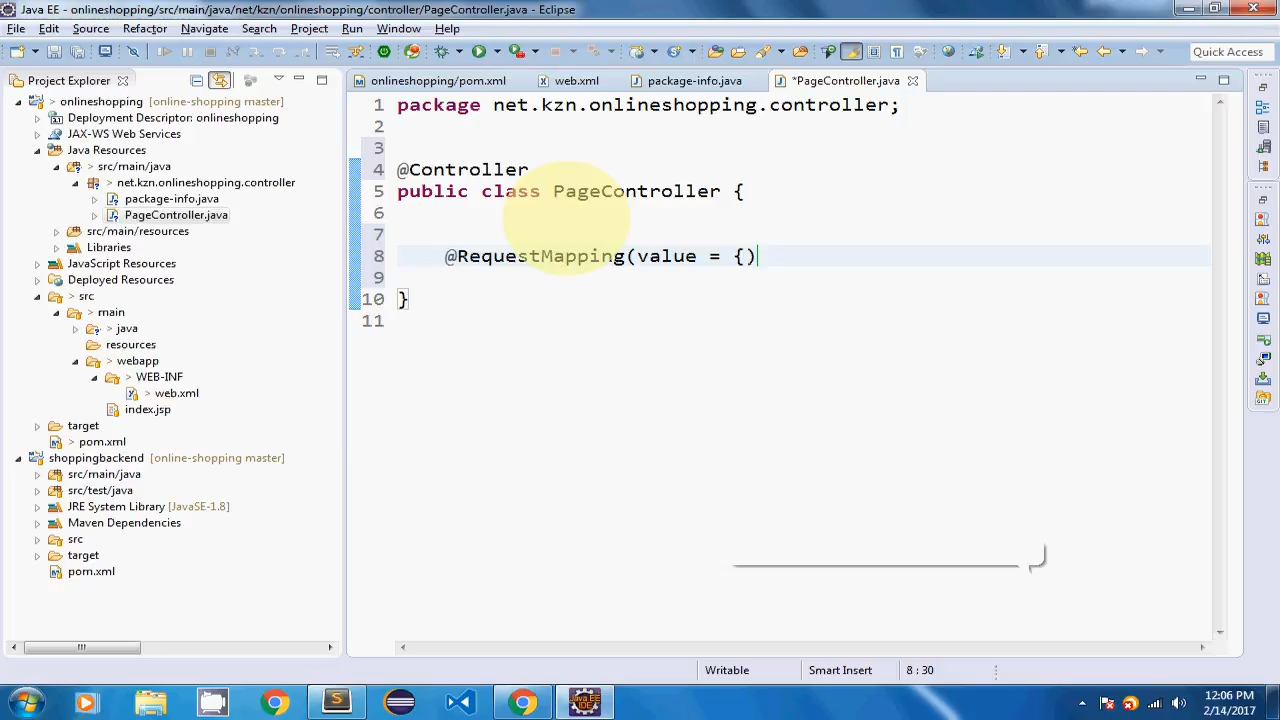 Java EE - onlineshopping/src/main/java/net/kzn/onlineshopping/controller/PageController.java - Eclipse
File Edit Source Refactor Navigate Search Project Run Window Help
Quick Access
Project Explorer
onlineshopping/pom.xml web.xml package-info.java *PageController.java
> onlineshopping [online-shopping master]
Deployment Descriptor: onlineshopping
JAX-WS Web Services
Java Resources
> src/main/java
> net.kzn.onlineshopping.controller
package-info.java
PageController.java
src/main/resources
Libraries
JavaScript Resources
Deployed Resources
> src
> main
> java
resources
> webapp
> WEB-INF
> web.xml
index.jsp
target
> pom.xml
shoppingbackend [online-shopping master]
src/main/java
src/test/java
JRE System Library [JavaSE-1.8]
Maven Dependencies
src
target
pom.xml
1 package net.kzn.onlineshopping.controller;
2
3
4 @Controller
5 public class PageController {
6
7
8 @RequestMapping(value = {)
9
10 }
11
Writable Smart Insert 8 : 30
Java EE IDE
12:06 PM
2/14/2017